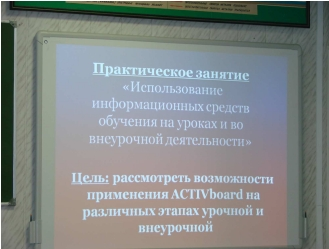 Практическое занятие
«Использование
информационных средств
обучения на уроках и во
внеурочной деятельности»
Цель: рассмотреть возможности
применения ACTIVboard на
различных этапах урочной и
внеурочной